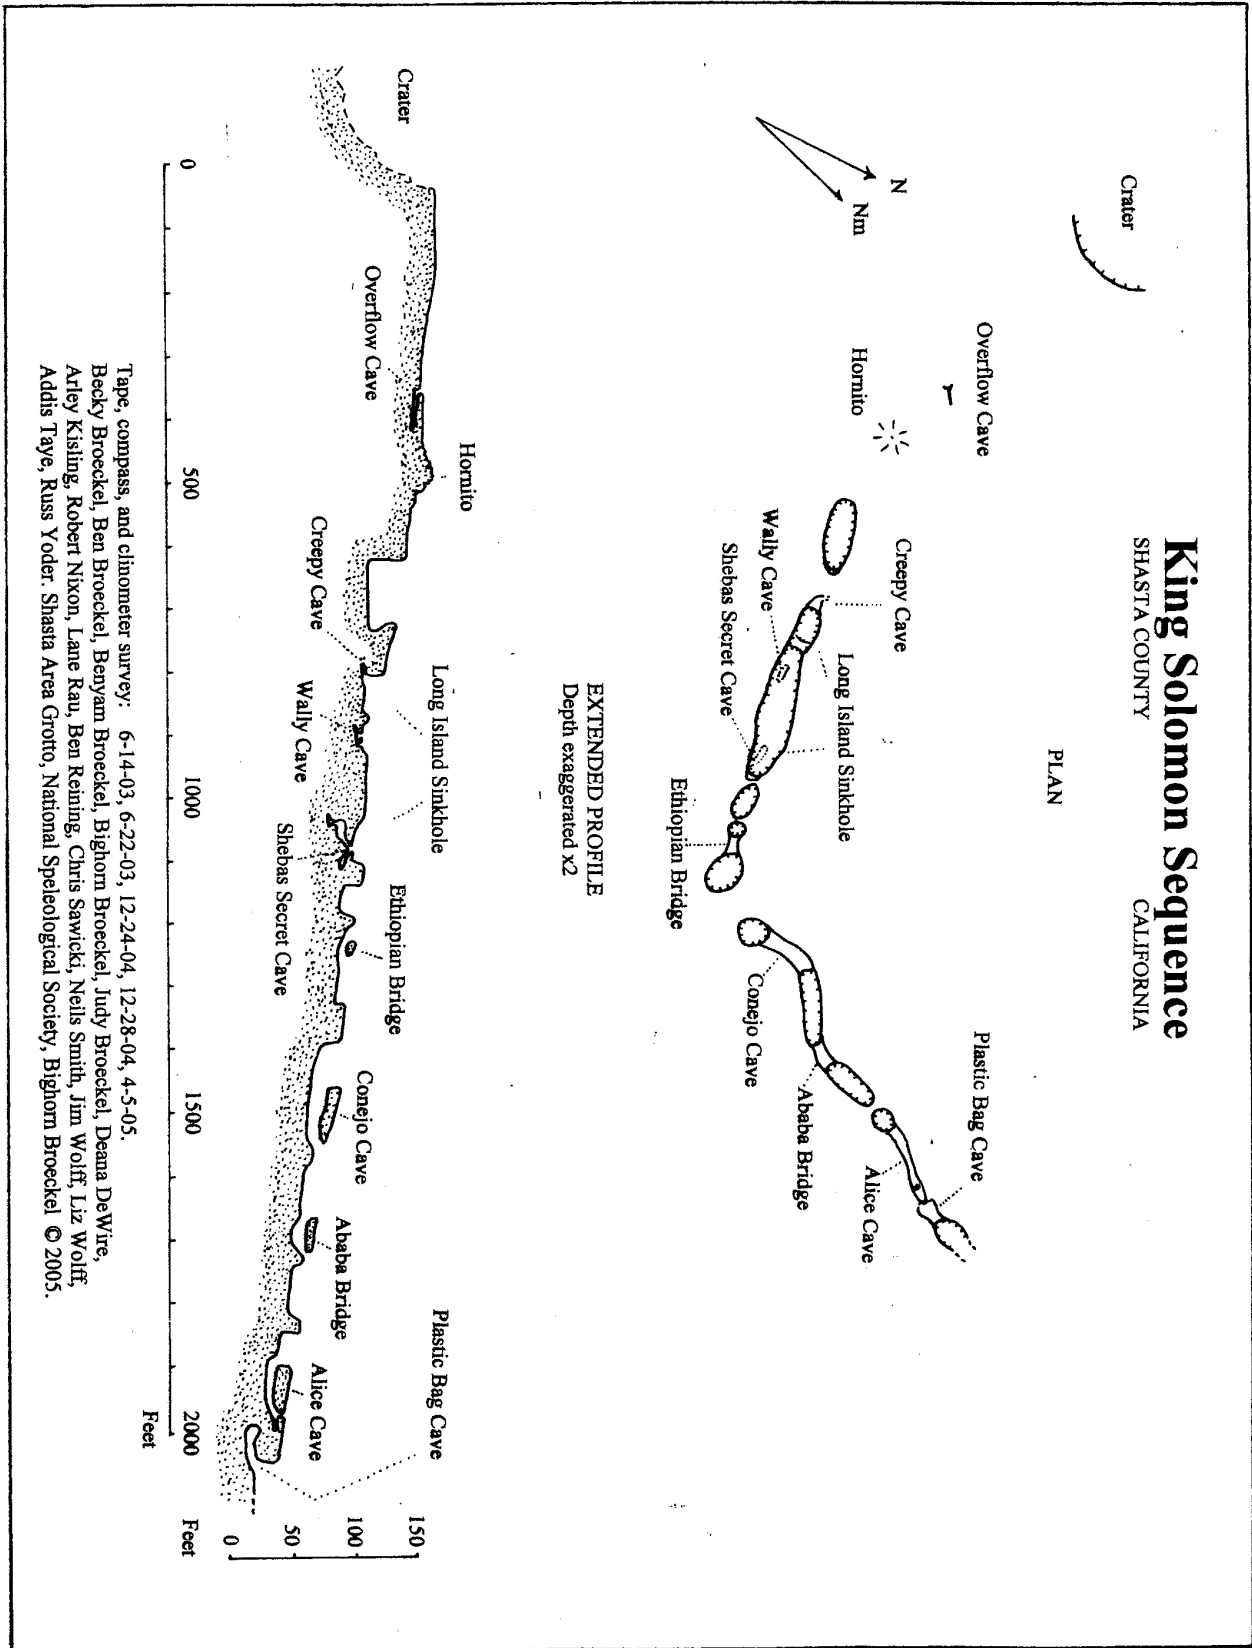 King Solomon Sequence
SHASTA COUNTY CALIFORNIA
PLAN
Crater
N
Nm
Overflow Cave
Hornito
Creepy Cave
Wally Cave
Shebas Secret Cave
Long Island Sinkhole
Ethiopian Bridge
Conejo Cave
Ababa Bridge
Alice Cave
Plastic Bag Cave
EXTENDED PROFILE
Depth exaggerated x2
Crater
Overflow Cave
Hornito
Creepy Cave
Long Island Sinkhole
Wally Cave
Shebas Secret Cave
Ethiopian Bridge
Conejo Cave
Ababa Bridge
Alice Cave
Plastic Bag Cave
150
100
50
0
Feet
0 500 1000 1500 2000
Feet
Tape, compass, and clinometer survey: 6-14-03, 6-22-03, 12-24-04, 12-28-04, 4-5-05.
Becky Broeckel, Ben Broeckel, Benyam Broeckel, Bighorn Broeckel, Judy Broeckel, Deana DeWire,
Arley Kisling, Robert Nixon, Lane Rau, Ben Reining, Chris Sawicki, Neils Smith, Jim Wolff, Liz Wolff,
Addis Taye, Russ Yoder. Shasta Area Grotto, National Speleological Society, Bighorn Broeckel © 2005.